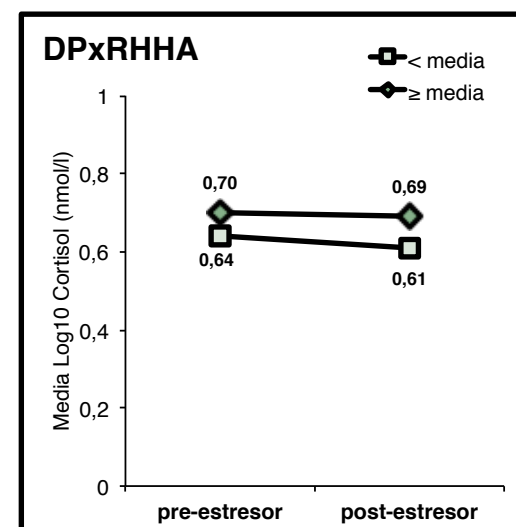 DPxRHHA
< media
≥ media
Media Log10 Cortisol (nmol/l)
1
0,8
0,6
0,4
0,2
0
0,70
0,69
0,64
0,61
pre-estresor
post-estresor